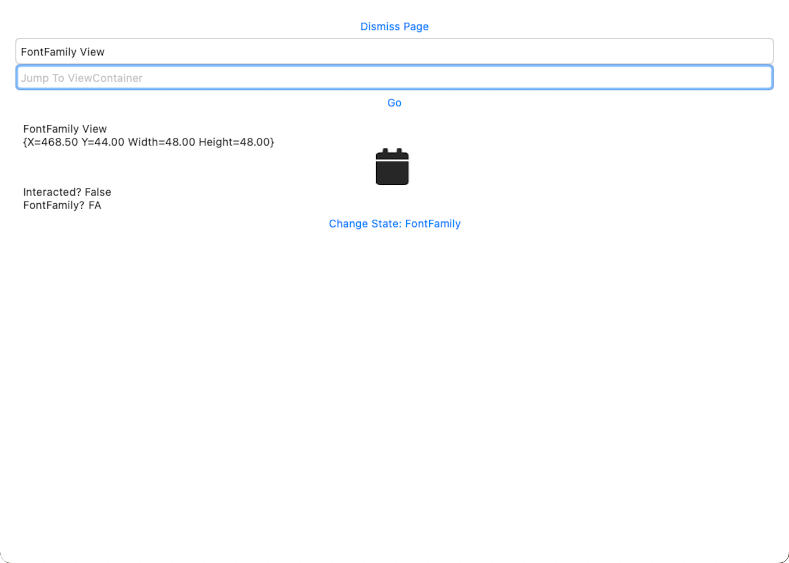 Dismiss Page
FontFamily View
Jump To ViewContainer
Go
FontFamily View
{X=468.50 Y=44.00 Width=48.00 Height=48.00}
Interacted? False
FontFamily? FA
Change State: FontFamily